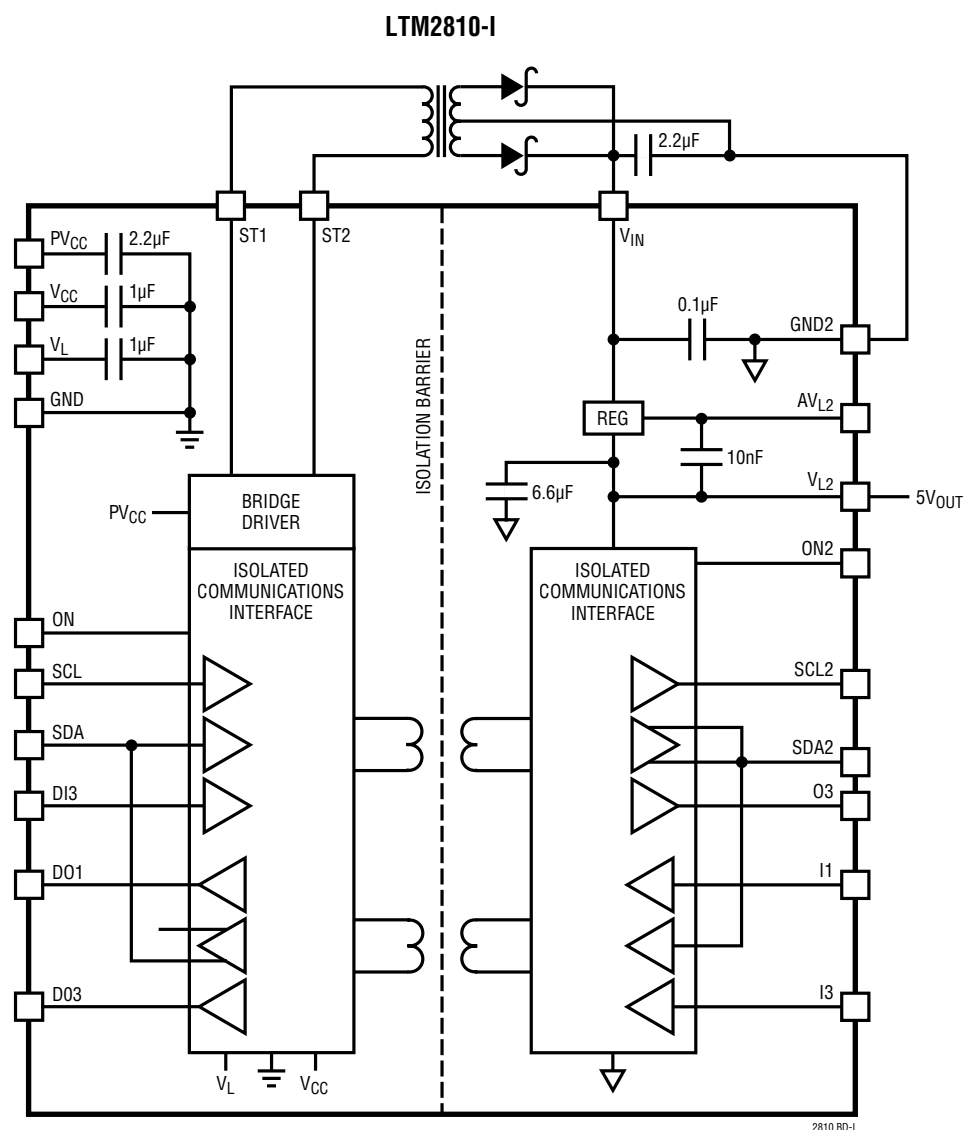 LTM2810-I
2.2µF
ST1
ST2
VIN
PVCC
2.2µF
VCC
1µF
VL
1µF
GND
ISOLATION BARRIER
0.1µF
GND2
REG
AVL2
10nF
6.6µF
VL2
5VOUT
PVCC
BRIDGE
DRIVER
ON2
ISOLATED
COMMUNICATIONS
INTERFACE
ISOLATED
COMMUNICATIONS
INTERFACE
ON
SCL
SCL2
SDA
SDA2
DI3
O3
DO1
I1
D03
I3
VL
VCC
2810 BD-I